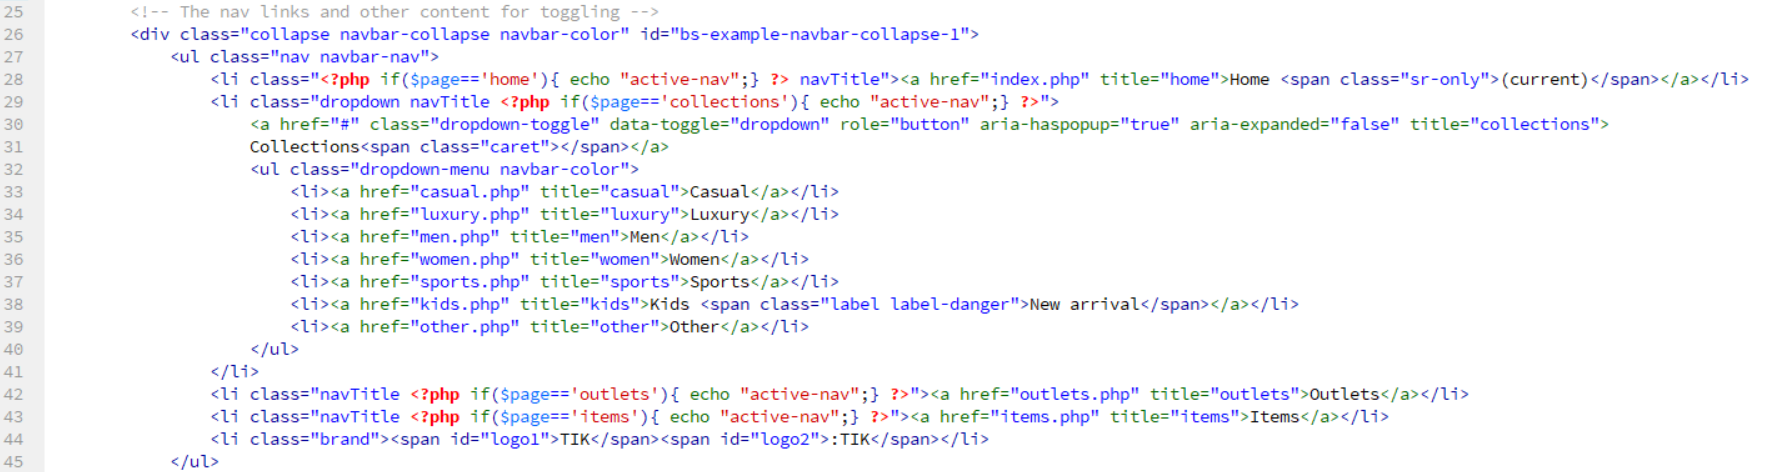 25 <!-- The nav links and other content for toggling -->
26 <div class="collapse navbar-collapse navbar-color" id="bs-example-navbar-collapse-1">
27 <ul class="nav navbar-nav">
28 <li class="<?php if($page=='home'){ echo "active-nav";} ?> navTitle"><a href="index.php" title="home">Home <span class="sr-only">(current)</span></a></li>
29 <li class="dropdown navTitle <?php if($page=='collections'){ echo "active-nav";} ?>">
30 <a href="#" class="dropdown-toggle" data-toggle="dropdown" role="button" aria-haspopup="true" aria-expanded="false" title="collections">
31 Collections<span class="caret"></span></a>
32 <ul class="dropdown-menu navbar-color">
33 <li><a href="casual.php" title="casual">Casual</a></li>
34 <li><a href="luxury.php" title="luxury">Luxury</a></li>
35 <li><a href="men.php" title="men">Men</a></li>
36 <li><a href="women.php" title="women">Women</a></li>
37 <li><a href="sports.php" title="sports">Sports</a></li>
38 <li><a href="kids.php" title="kids">Kids <span class="label label-danger">New arrival</span></a></li>
39 <li><a href="other.php" title="other">Other</a></li>
40 </ul>
41 </li>
42 <li class="navTitle <?php if($page=='outlets'){ echo "active-nav";} ?>"><a href="outlets.php" title="outlets">Outlets</a></li>
43 <li class="navTitle <?php if($page=='items'){ echo "active-nav";} ?>"><a href="items.php" title="items">Items</a></li>
44 <li class="brand"><span id="logo1">TIK</span><span id="logo2">:TIK</span></li>
45 </ul>